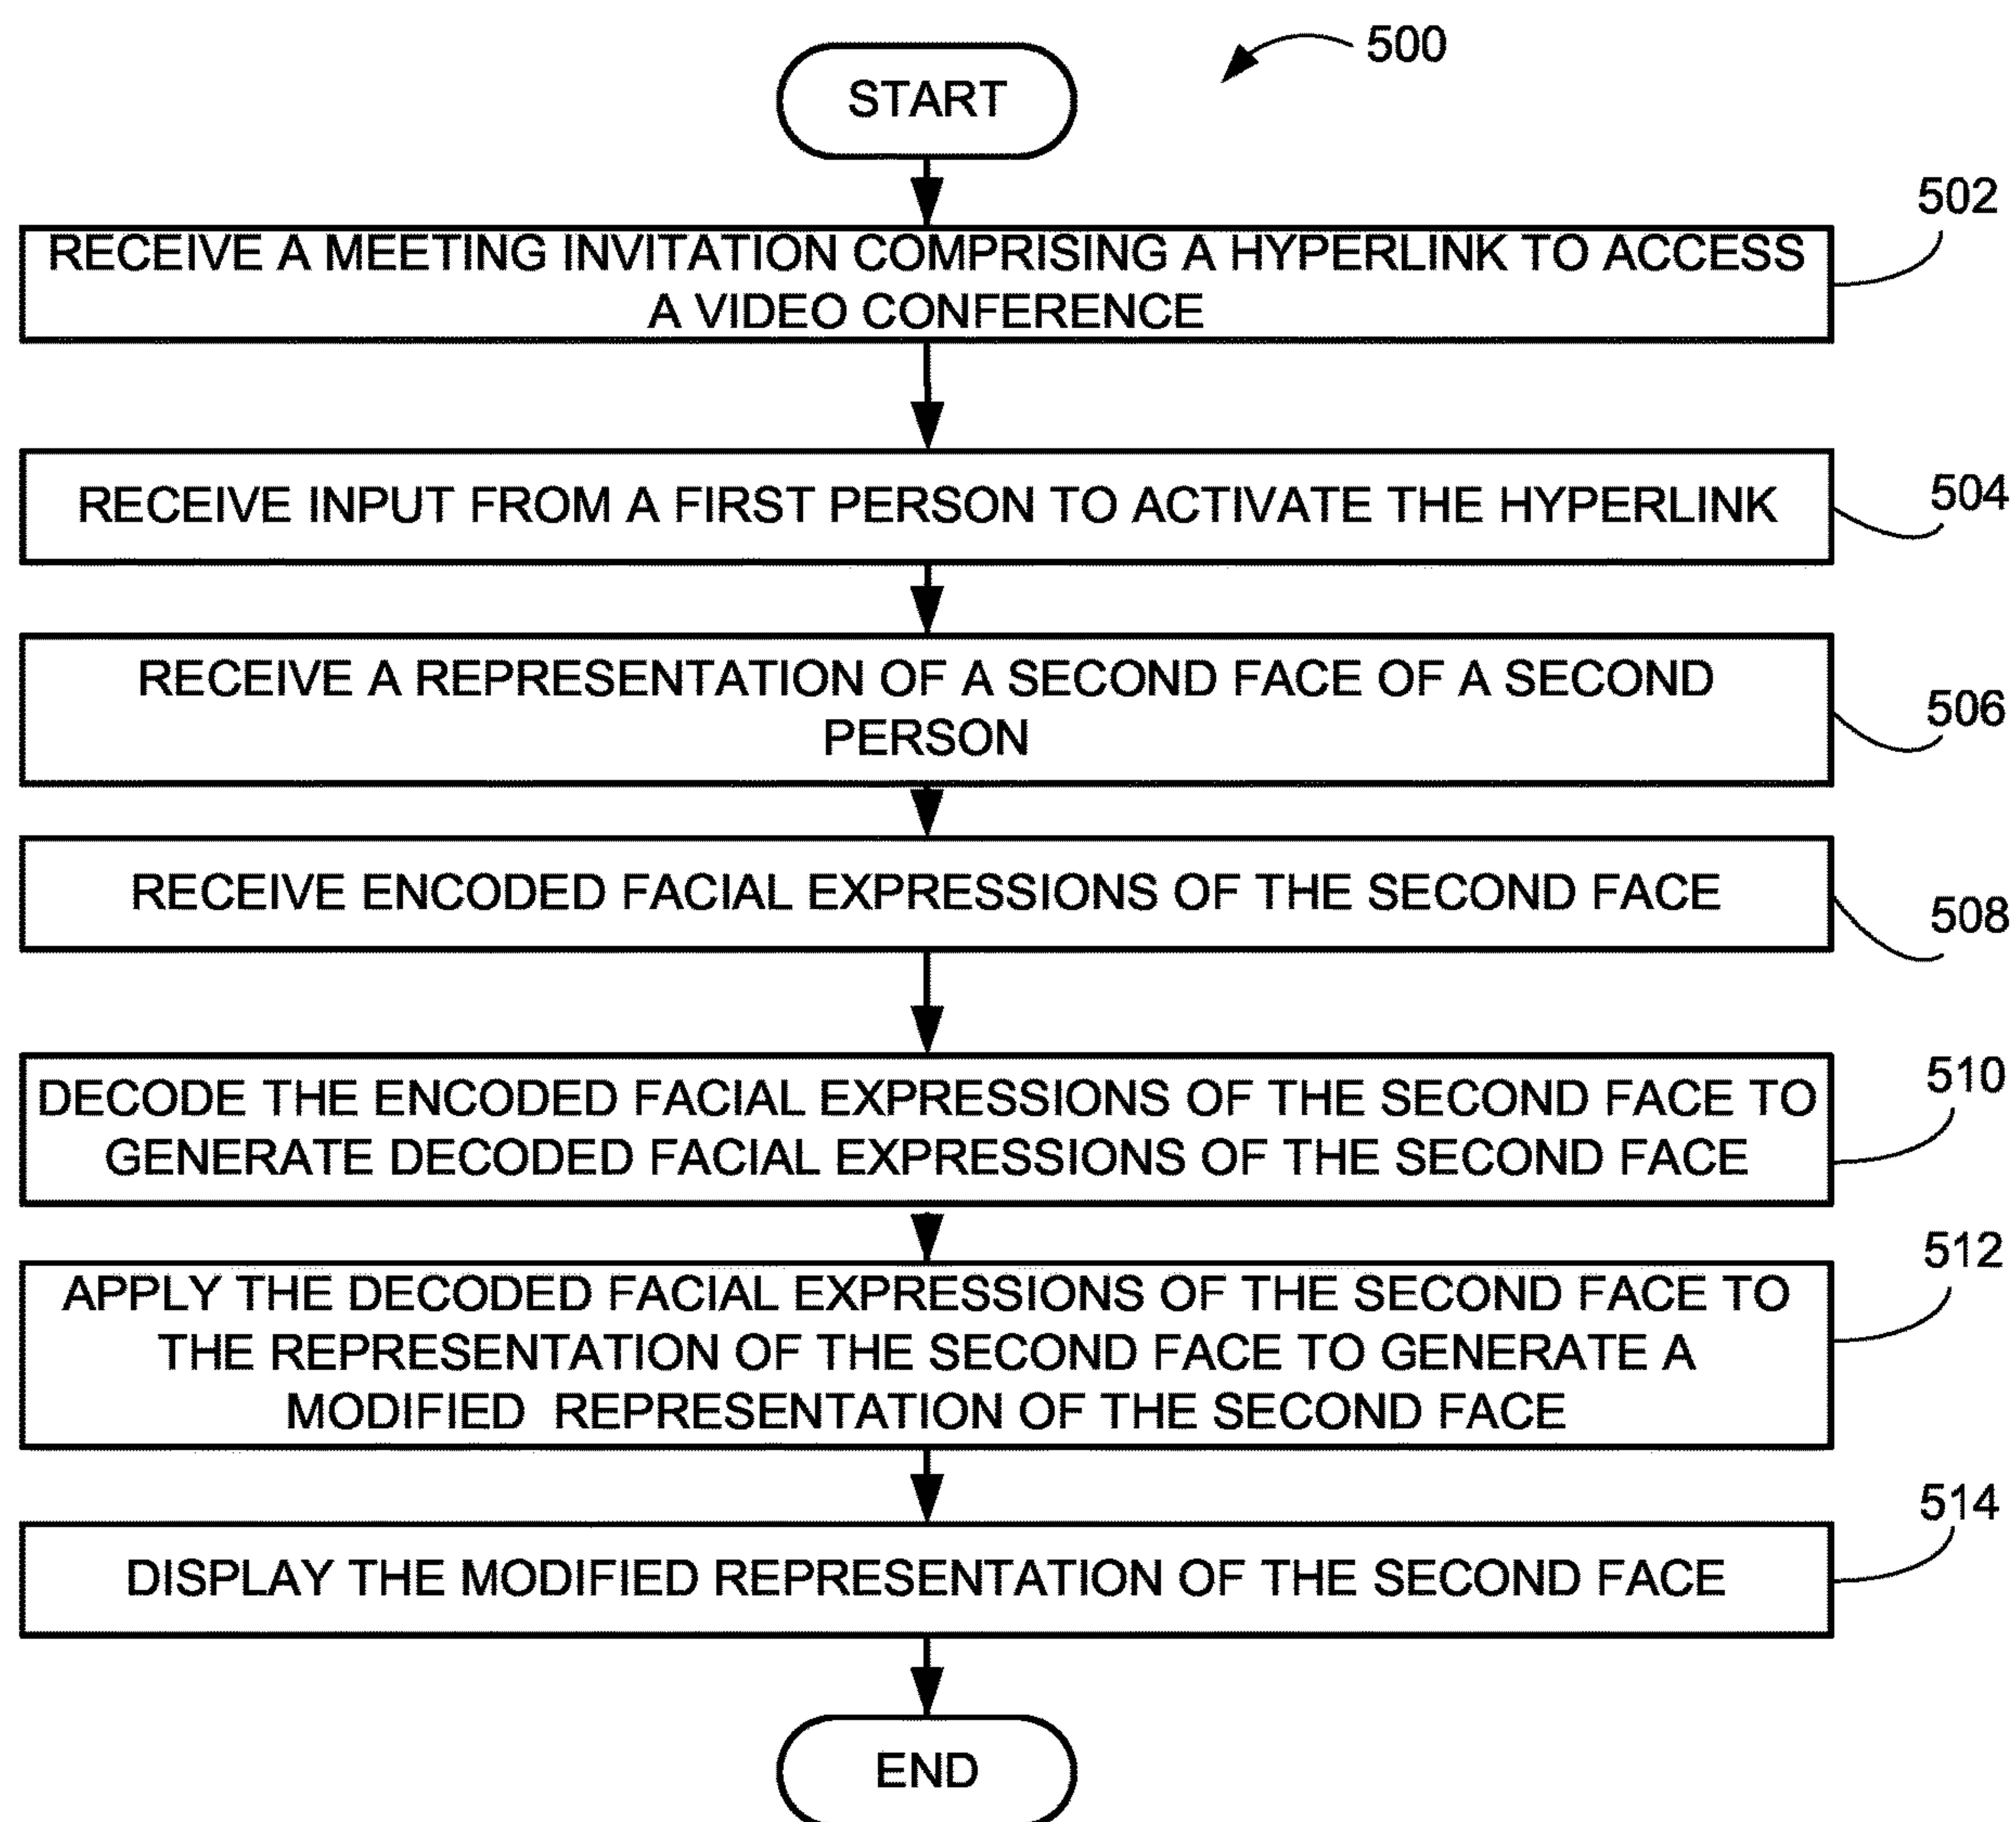 500
START
502
RECEIVE A MEETING INVITATION COMPRISING A HYPERLINK TO ACCESS
A VIDEO CONFERENCE
RECEIVE INPUT FROM A FIRST PERSON TO ACTIVATE THE HYPERLINK
504
RECEIVE A REPRESENTATION OF A SECOND FACE OF A SECOND
PERSON
506
RECEIVE ENCODED FACIAL EXPRESSIONS OF THE SECOND FACE
508
DECODE THE ENCODED FACIAL EXPRESSIONS OF THE SECOND FACE TO
GENERATE DECODED FACIAL EXPRESSIONS OF THE SECOND FACE
510
APPLY THE DECODED FACIAL EXPRESSIONS OF THE SECOND FACE TO
THE REPRESENTATION OF THE SECOND FACE TO GENERATE A
MODIFIED REPRESENTATION OF THE SECOND FACE
512
DISPLAY THE MODIFIED REPRESENTATION OF THE SECOND FACE
514
END